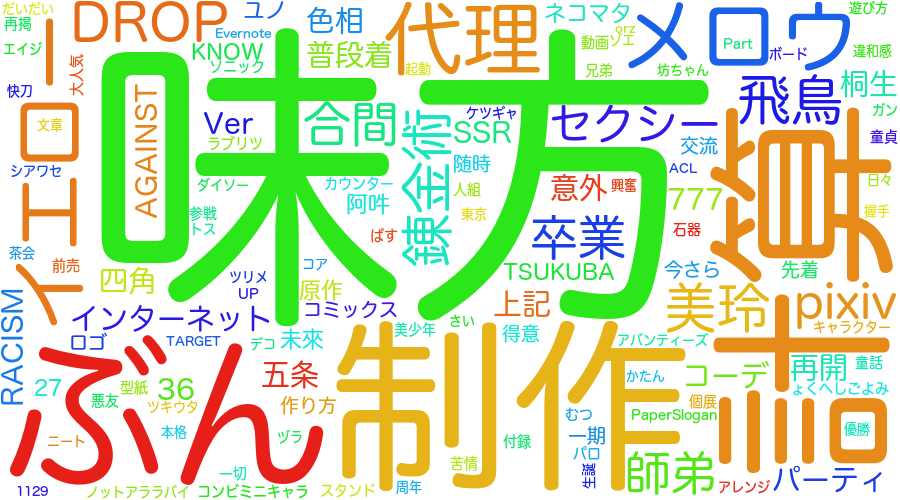 だいだい
再掲
エイジ
快刀
文章
大人気
DROP
ユノ
Evernote
色相
KNOW
ソニック
普段着
起動
代理
ネコマタ
orz
動画
ゾエ
兄弟
メロウ
Part
ボード
坊ちゃん
遊び方
違和感
桐生
ガン
童貞
飛鳥
イエロー
シアワセ
AGAINST
Ver
ラブリツ
ダイソー
味方
合間
カウンター
参戦
トス
阿吽
錬金術
SSR
ケツギャ
随時
人組
東京
ぱす
セクシー
意外
興奮
交流
ACL
777
石器
卒業
計算
日々
握手
先着
茶会
前売
四角
ツリメ
UP
コア
原作
TSUKUBA
上記
今さら
美玲
pixiv
キャラクター
RACISM
インターネット
ロゴ
TARGET
デコ
未來
コミックス
美少年
さい
得意
アバンティーズ
コーデ
再開
童話
ょくへしごよみ
27
型紙
36
悪友
ツキウタ
五条
作り方
ぶん
制作
かたん
個展
むつ
PaperSlogan
優勝
ニート
本格
ヅラ
付録
一期
パロ
師弟
一切
苦情
生誕
1129
ノットアララバイ
コンビミニキャラ
スタンド
周年
アレンジ
パーティ